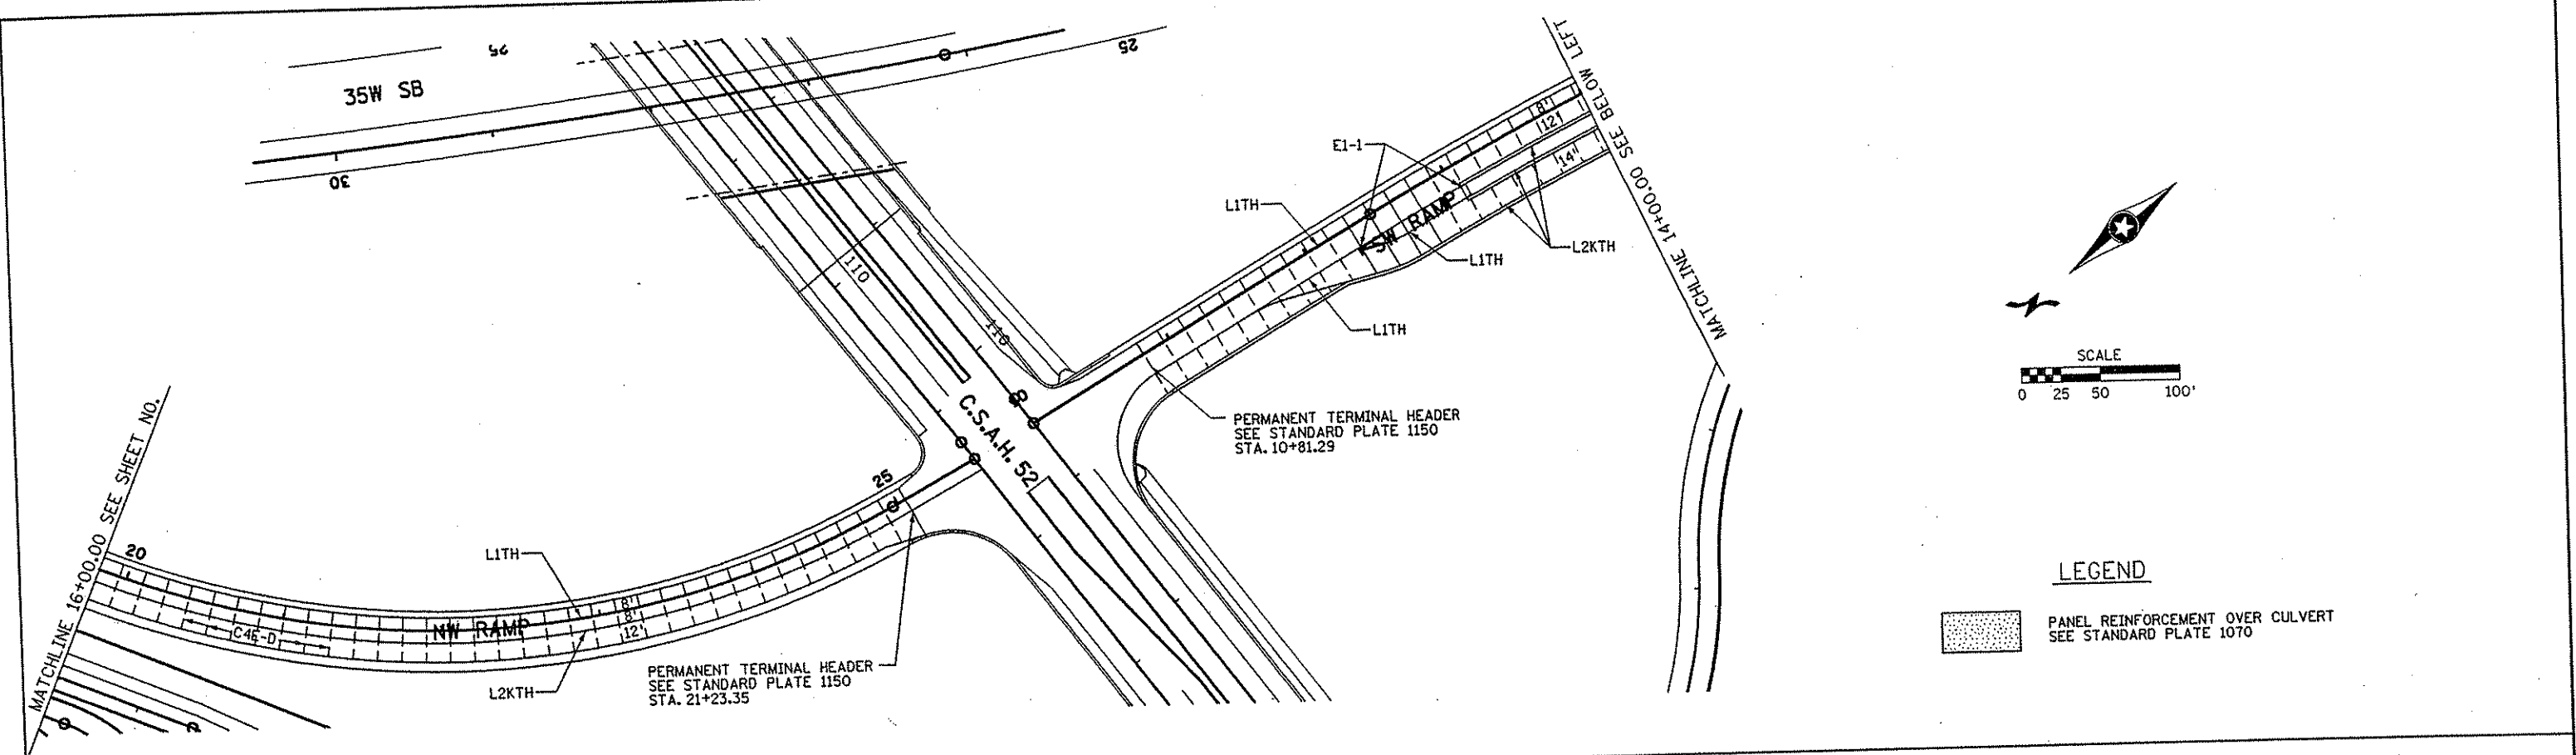 25
35W SB
30
25
MATCHLINE 14+00.00 SEE BELOW LEFT
8'
12'
14'
E1-1
L1TH
SW RAMP
L2KTH
L1TH
L1TH
110
110
C.S.A.H. 52
PERMANENT TERMINAL HEADER
SEE STANDARD PLATE 1150
STA. 10+81.29
MATCHLINE 16+00.00 SEE SHEET NO.
20
25
L1TH
8'
8'
12'
C4E-D
NW RAMP
L2KTH
PERMANENT TERMINAL HEADER
SEE STANDARD PLATE 1150
STA. 21+23.35
SCALE
0 25 50 100'
LEGEND
PANEL REINFORCEMENT OVER CULVERT
SEE STANDARD PLATE 1070